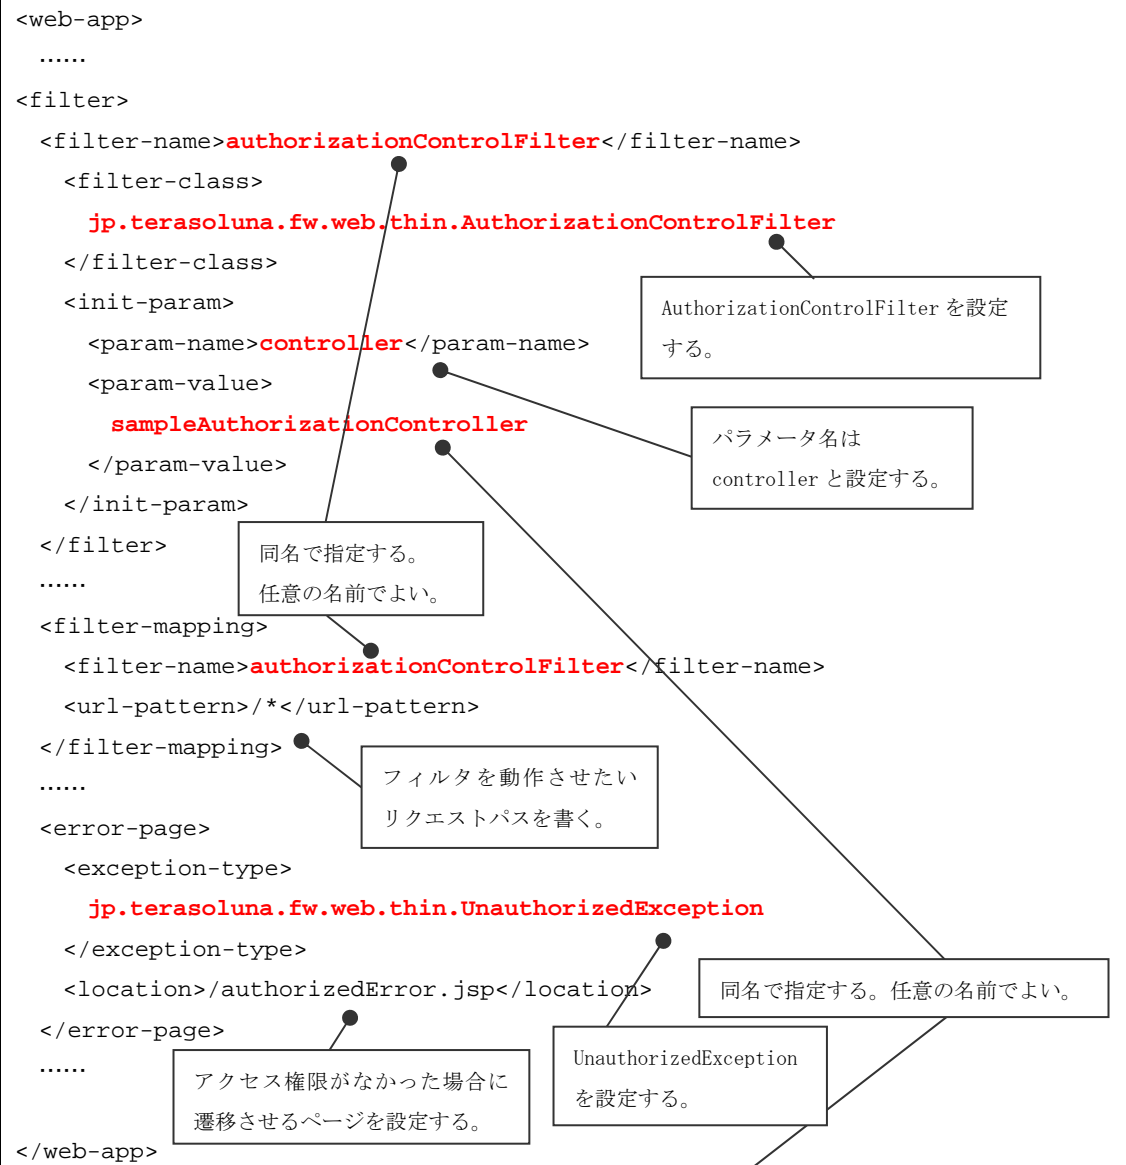 <web-app>
……
<filter>
<filter-name>authorizationControlFilter</filter-name>
<filter-class>
jp.terasoluna.fw.web.thin.AuthorizationControlFilter
</filter-class>
<init-param>
<param-name>controller</param-name>
<param-value>
sampleAuthorizationController
</param-value>
</init-param>
</filter>
……
<filter-mapping>
<filter-name>authorizationControlFilter</filter-name>
<url-pattern>/*</url-pattern>
</filter-mapping>
……
<error-page>
<exception-type>
jp.terasoluna.fw.web.thin.UnauthorizedException
</exception-type>
<location>/authorizedError.jsp</location>
</error-page>
……
</web-app>
AuthorizationControlFilter を設定
する。
パラメータ名は
controller と設定する。
同名で指定する。
任意の名前でよい。
フィルタを動作させたい
リクエストパスを書く。
同名で指定する。任意の名前でよい。
UnauthorizedException
を設定する。
アクセス権限がなかった場合に
遷移させるページを設定する。